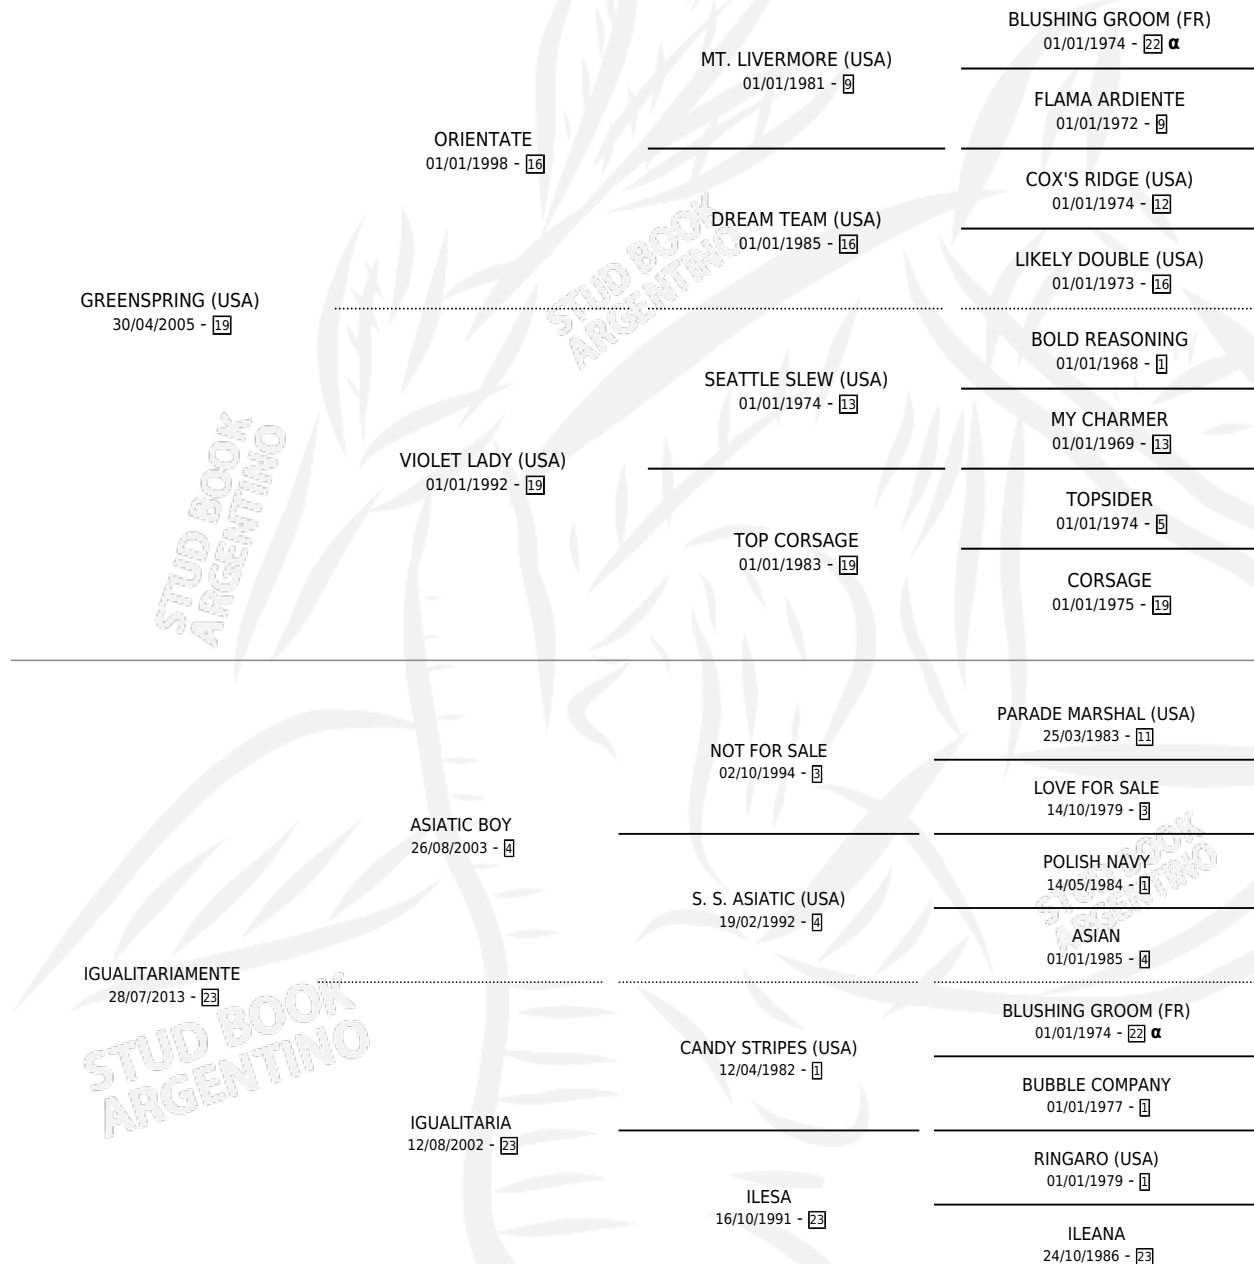 BLUSHING GROOM (FR)
01/01/1974 - 22 α
MT. LIVERMORE (USA)
01/01/1981 - 9
FLAMA ARDIENTE
01/01/1972 - 9
ORIENTATE
01/01/1998 - 16
COX'S RIDGE (USA)
01/01/1974 - 12
DREAM TEAM (USA)
01/01/1985 - 16
LIKELY DOUBLE (USA)
01/01/1973 - 16
GREENSPRING (USA)
30/04/2005 - 19
BOLD REASONING
01/01/1968 - 1
SEATTLE SLEW (USA)
01/01/1974 - 13
MY CHARMER
01/01/1969 - 13
VIOLET LADY (USA)
01/01/1992 - 19
TOPSIDER
01/01/1974 - 5
TOP CORSAGE
01/01/1983 - 19
CORSAGE
01/01/1975 - 19
PARADE MARSHAL (USA)
25/03/1983 - 11
NOT FOR SALE
02/10/1994 - 3
LOVE FOR SALE
14/10/1979 - 3
ASIATIC BOY
26/08/2003 - 4
POLISH NAVY
14/05/1984 - 1
S. S. ASIATIC (USA)
19/02/1992 - 4
ASIAN
01/01/1985 - 4
IGUALITARIAMENTE
28/07/2013 - 23
BLUSHING GROOM (FR)
01/01/1974 - 22 α
CANDY STRIPES (USA)
12/04/1982 - 1
BUBBLE COMPANY
01/01/1977 - 1
IGUALITARIA
12/08/2002 - 23
RINGARO (USA)
01/01/1979 - 1
ILESA
16/10/1991 - 23
ILEANA
24/10/1986 - 23
STUD BOOK
ARGENTINO
STUD BOOK
ARGENTINO
STUD BOOK
ARGENTINO
STUD BOOK
ARGENTINO